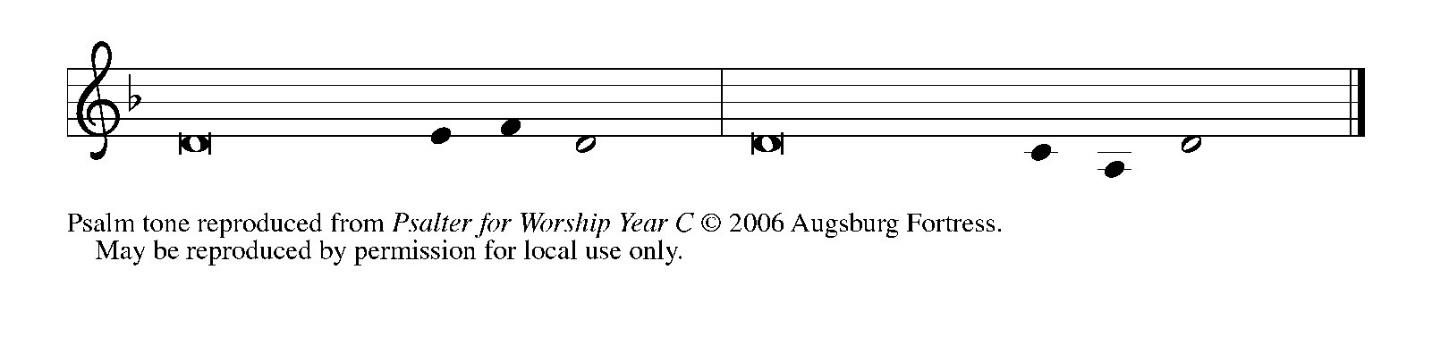 Psalm tone reproduced from Psalter for Worship Year C © 2006 Augsburg Fortress.
May be reproduced by permission for local use only.